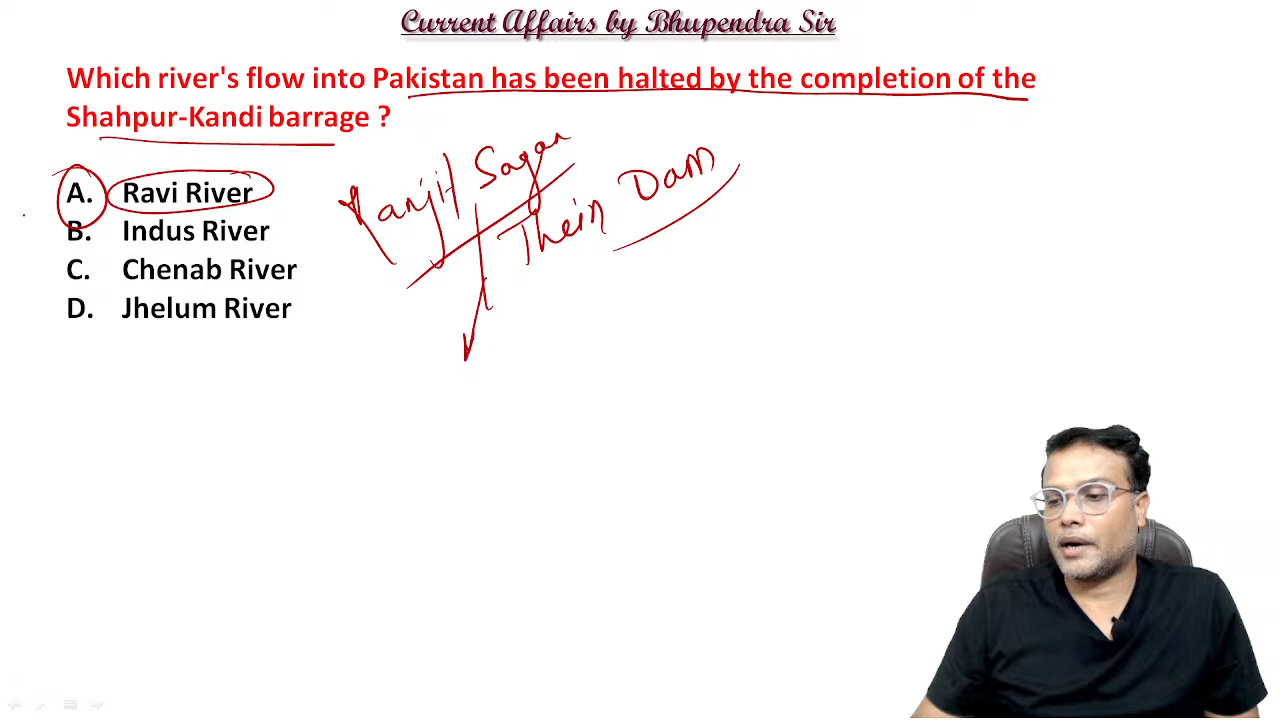 Current Affairs by Bhupendra Sir
Which river's flow into Pakistan has been halted by the completion of the
Shahpur-Kandi barrage ?
A. Ravi River
B. Indus River
C. Chenab River
D. Jhelum River
Ranjit Sagar
Thein Dam